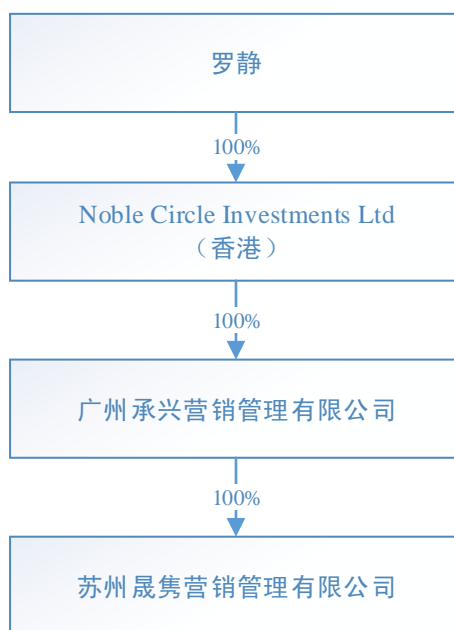 罗静
100%
Noble Circle Investments Ltd
（香港）
100%
广州承兴营销管理有限公司
100%
苏州晟隽营销管理有限公司